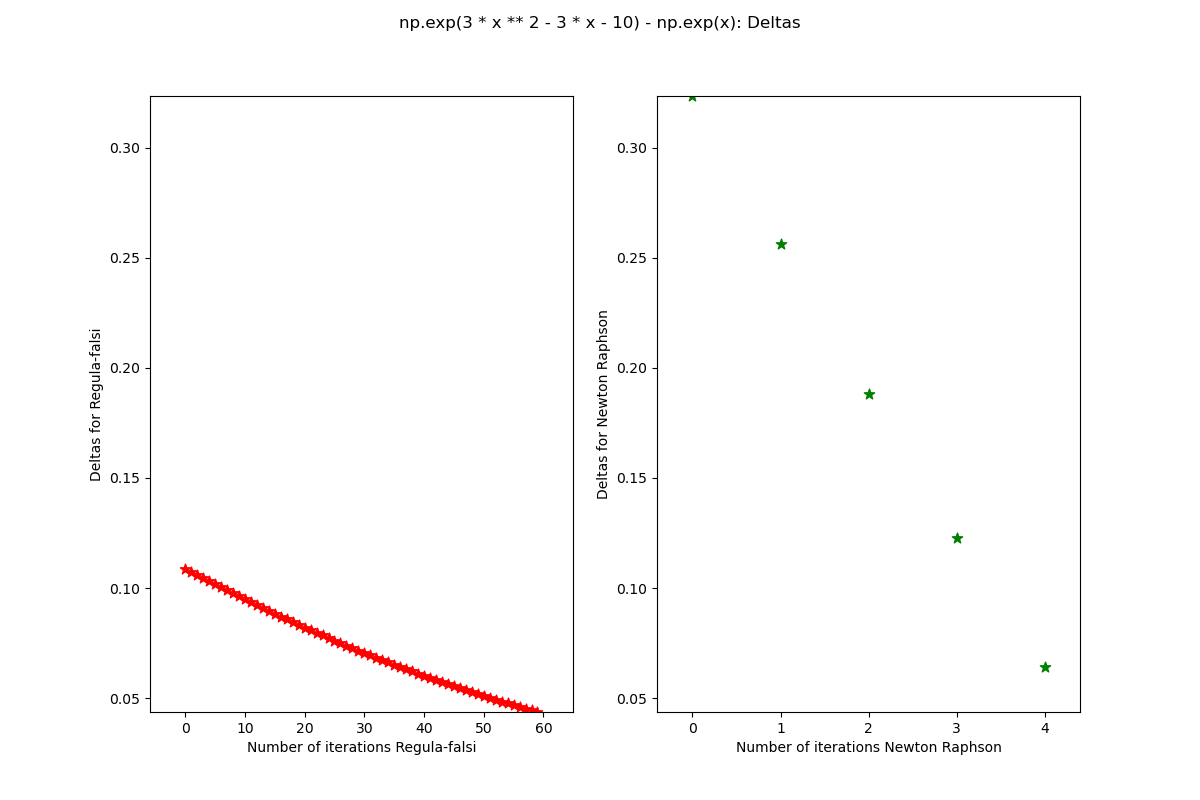 np.exp(3 * x ** 2 - 3 * x - 10) - np.exp(x): Deltas
Deltas for Regula-falsi
0.30
0.25
0.20
0.15
0.10
0.05
0 10 20 30 40 50 60
Number of iterations Regula-falsi
Deltas for Newton Raphson
0.30
0.25
0.20
0.15
0.10
0.05
0 1 2 3 4
Number of iterations Newton Raphson